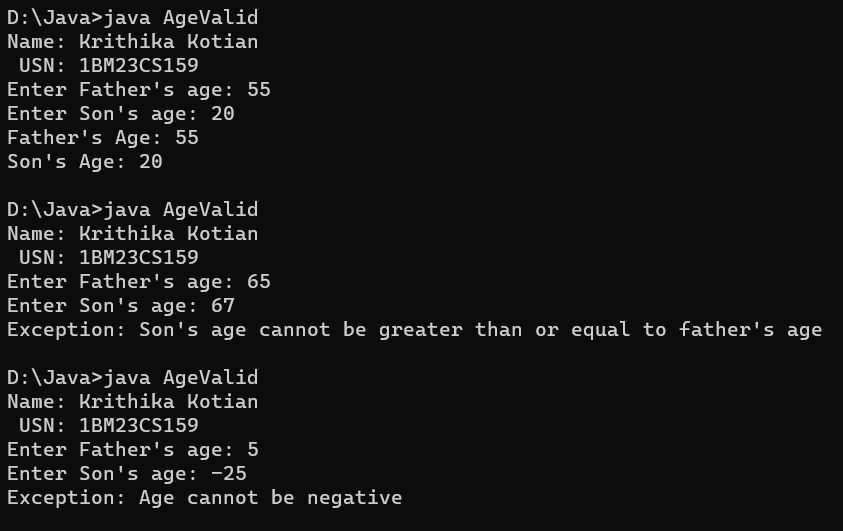 D:\Java>java AgeValid
Name: Krithika Kotian
 USN: 1BM23CS159
Enter Father's age: 55
Enter Son's age: 20
Father's Age: 55
Son's Age: 20

D:\Java>java AgeValid
Name: Krithika Kotian
 USN: 1BM23CS159
Enter Father's age: 65
Enter Son's age: 67
Exception: Son's age cannot be greater than or equal to father's age

D:\Java>java AgeValid
Name: Krithika Kotian
 USN: 1BM23CS159
Enter Father's age: 5
Enter Son's age: -25
Exception: Age cannot be negative